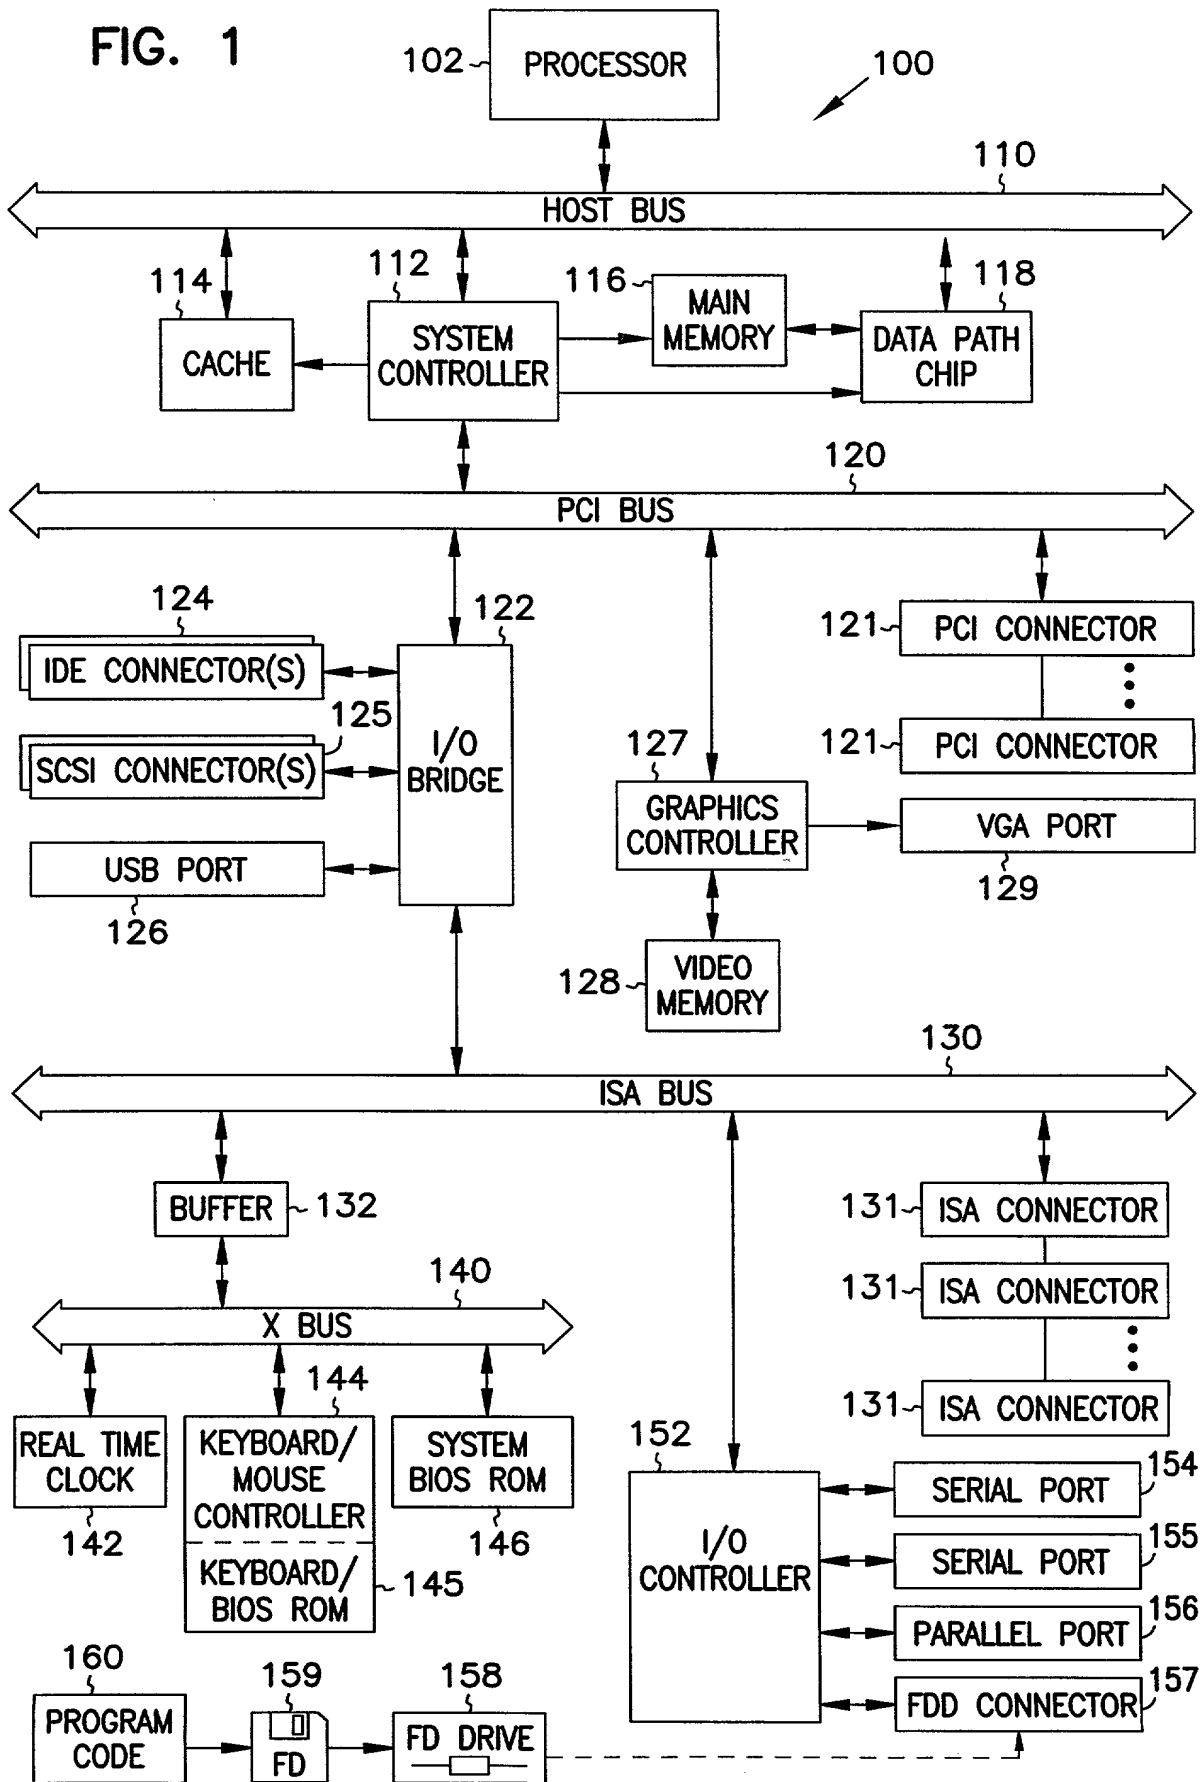 FIG. 1
102
PROCESSOR
100
110
HOST BUS
114
112
116
118
CACHE
SYSTEM
CONTROLLER
MAIN
MEMORY
DATA PATH
CHIP
120
PCI BUS
124
122
IDE CONNECTOR(S)
121
PCI CONNECTOR
125
SCSI CONNECTOR(S)
I/O
BRIDGE
127
121
PCI CONNECTOR
GRAPHICS
CONTROLLER
VGA PORT
129
USB PORT
126
128
VIDEO
MEMORY
130
ISA BUS
BUFFER
132
131
ISA CONNECTOR
131
ISA CONNECTOR
140
X BUS
131
ISA CONNECTOR
144
REAL TIME
CLOCK
142
KEYBOARD/
MOUSE
CONTROLLER
SYSTEM
BIOS ROM
146
KEYBOARD/
BIOS ROM
145
152
I/O
CONTROLLER
SERIAL PORT
154
SERIAL PORT
155
PARALLEL PORT
156
FDD CONNECTOR
157
160
159
158
PROGRAM
CODE
FD
FD DRIVE